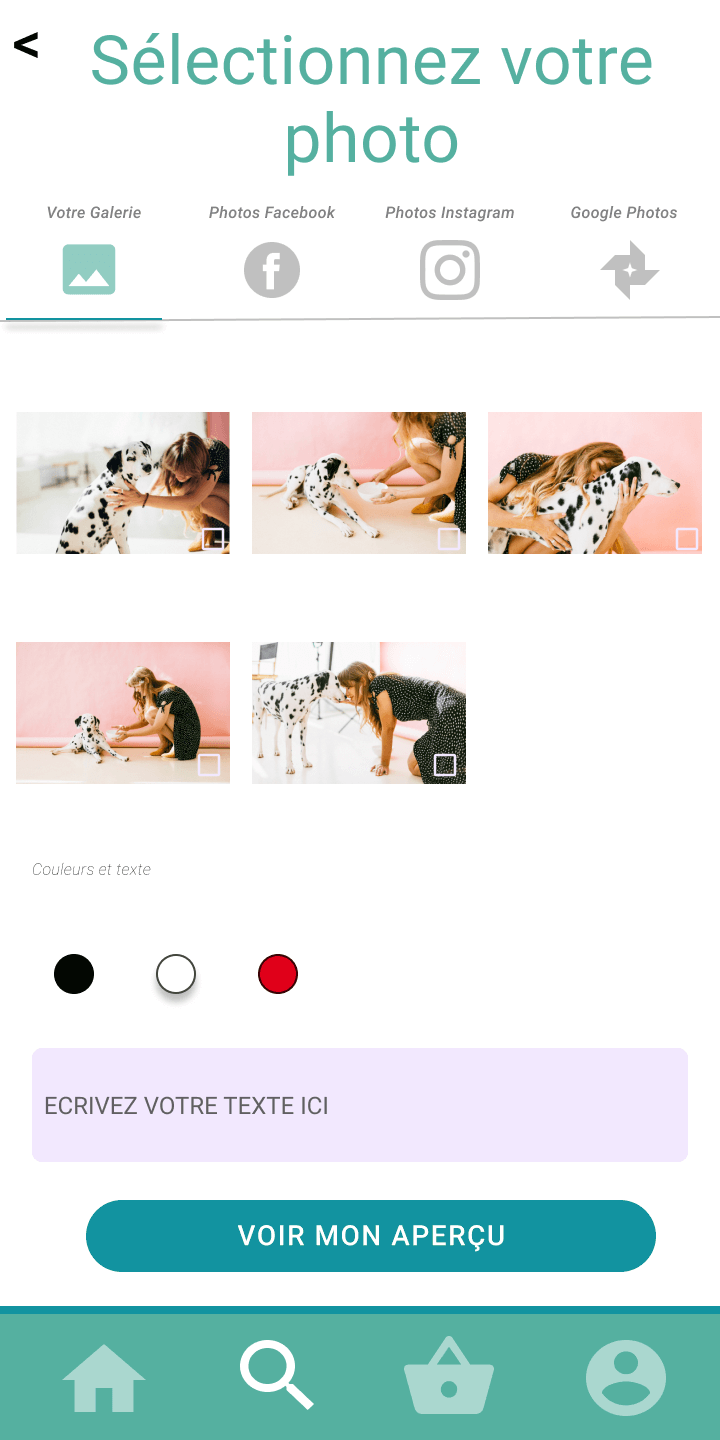 <
Sélectionnez votre
photo
Votre Galerie
Photos Facebook
Photos Instagram
Google Photos
Couleurs et texte
ECRIVEZ VOTRE TEXTE ICI
VOIR MON APERÇU